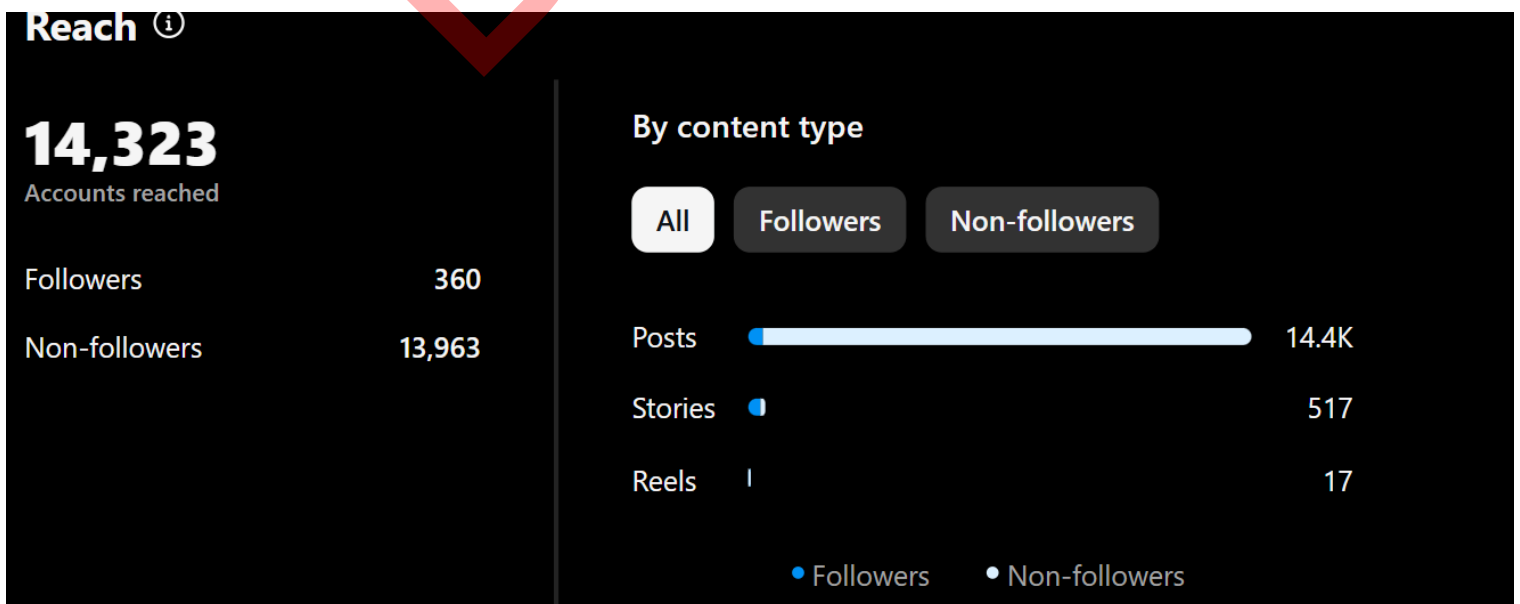 Reach
14,323
Accounts reached
Followers 360
Non-followers 13,963
By content type
All Followers Non-followers
Posts 14.4K
Stories 517
Reels 17
Followers Non-followers